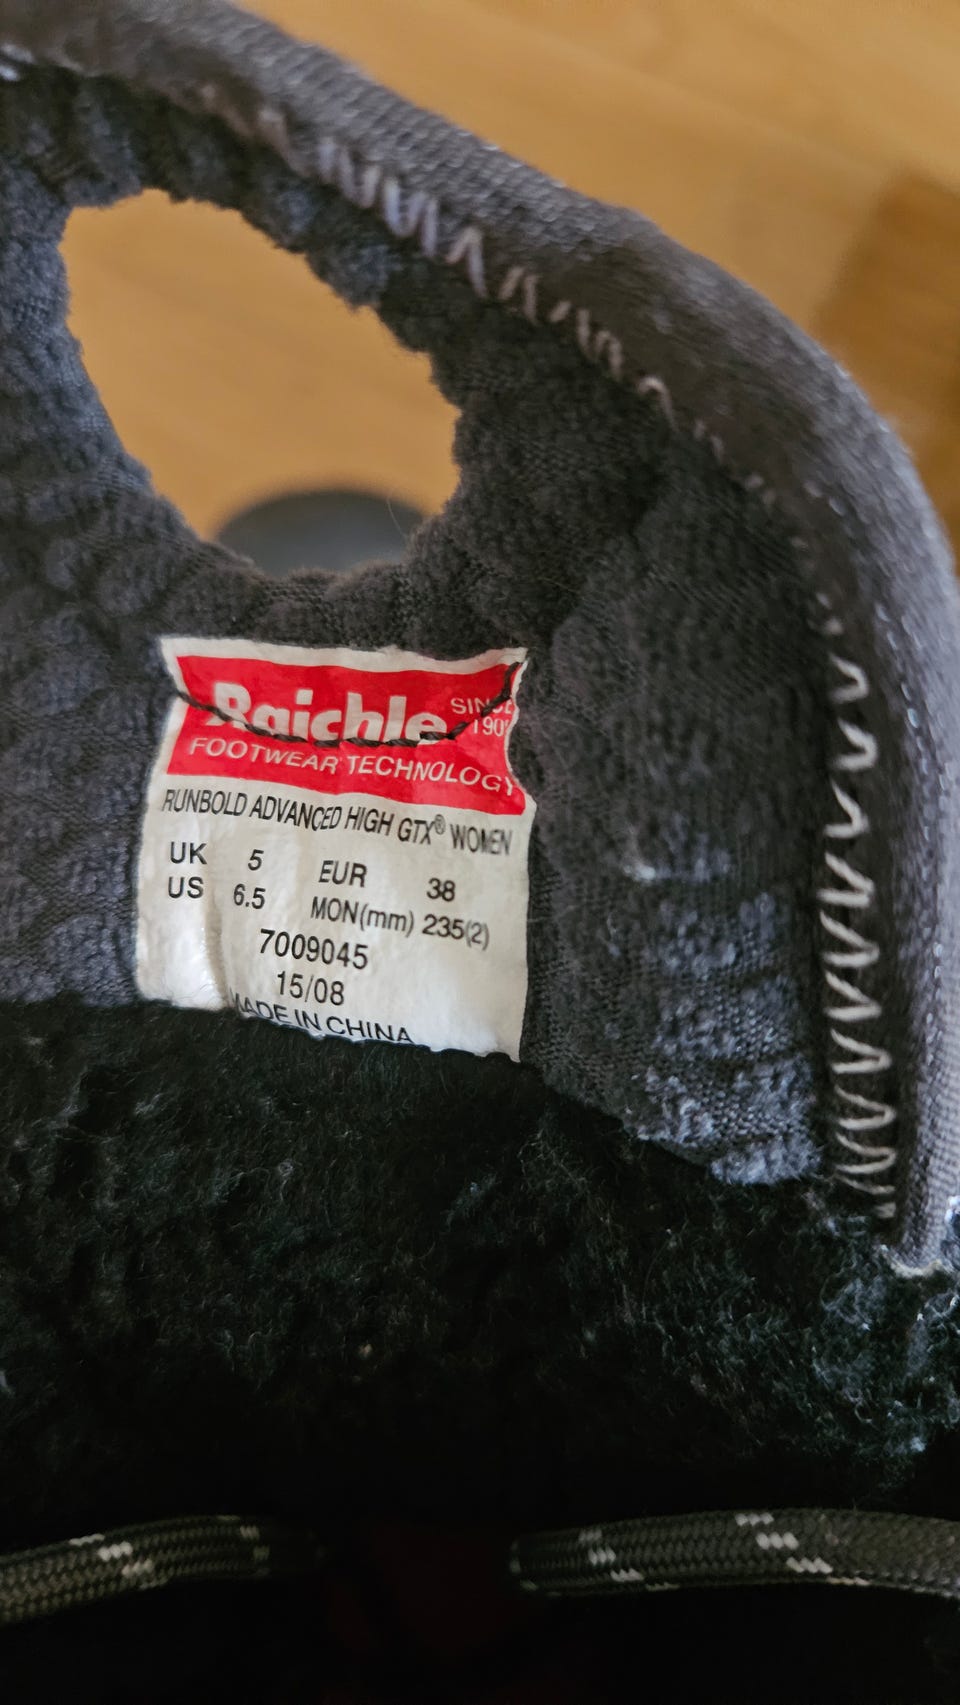 Raichle SINCE 1909
FOOTWEAR TECHNOLOGY
RUNBOLD ADVANCED HIGH GTX® WOMEN
UK 5 EUR 38
US 6.5 MON(mm) 235(2)
7009045
15/08
MADE IN CHINA